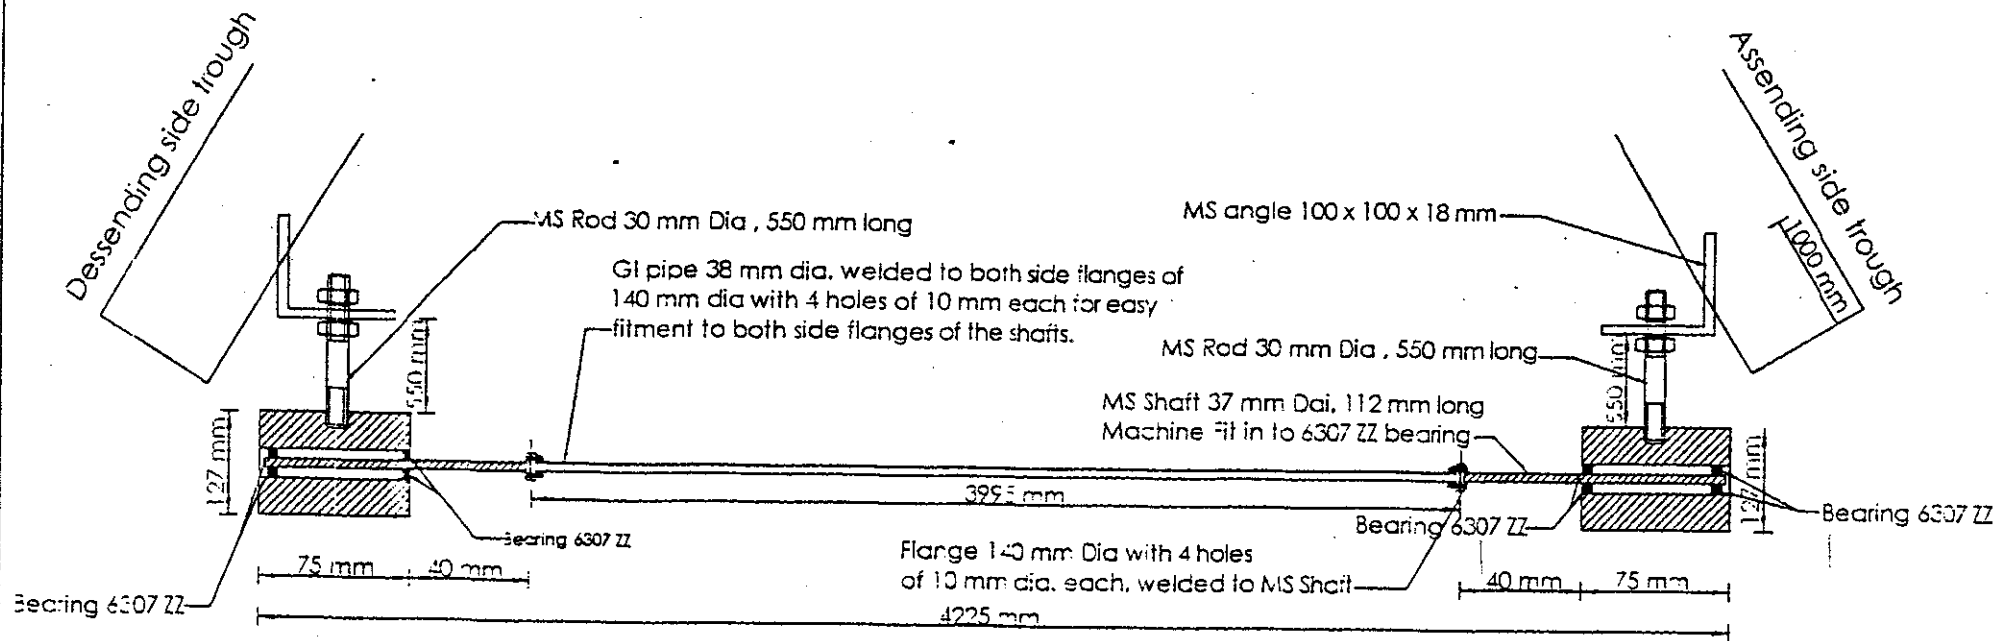 Dessending side trough
Assending side trough
1000 mm
MS Rod 30 mm Dia , 550 mm long
MS angle 100 x 100 x 18 mm
GI pipe 38 mm dia. welded to both side flanges of
140 mm dia with 4 holes of 10 mm each for easy
fitment to both side flanges of the shafts.
MS Rod 30 mm Dia , 550 mm long
550 mm
550 mm
MS Shaft 37 mm Dai, 112 mm long
Machine Fit in to 6307 ZZ bearing
127 mm
127 mm
3995 mm
Bearing 6307 ZZ
Bearing 6307 ZZ
Bearing 6307 ZZ
Flange 140 mm Dia with 4 holes
of 10 mm dia. each, welded to MS Shaft
75 mm
40 mm
40 mm
75 mm
Bearing 6307 ZZ
4225 mm